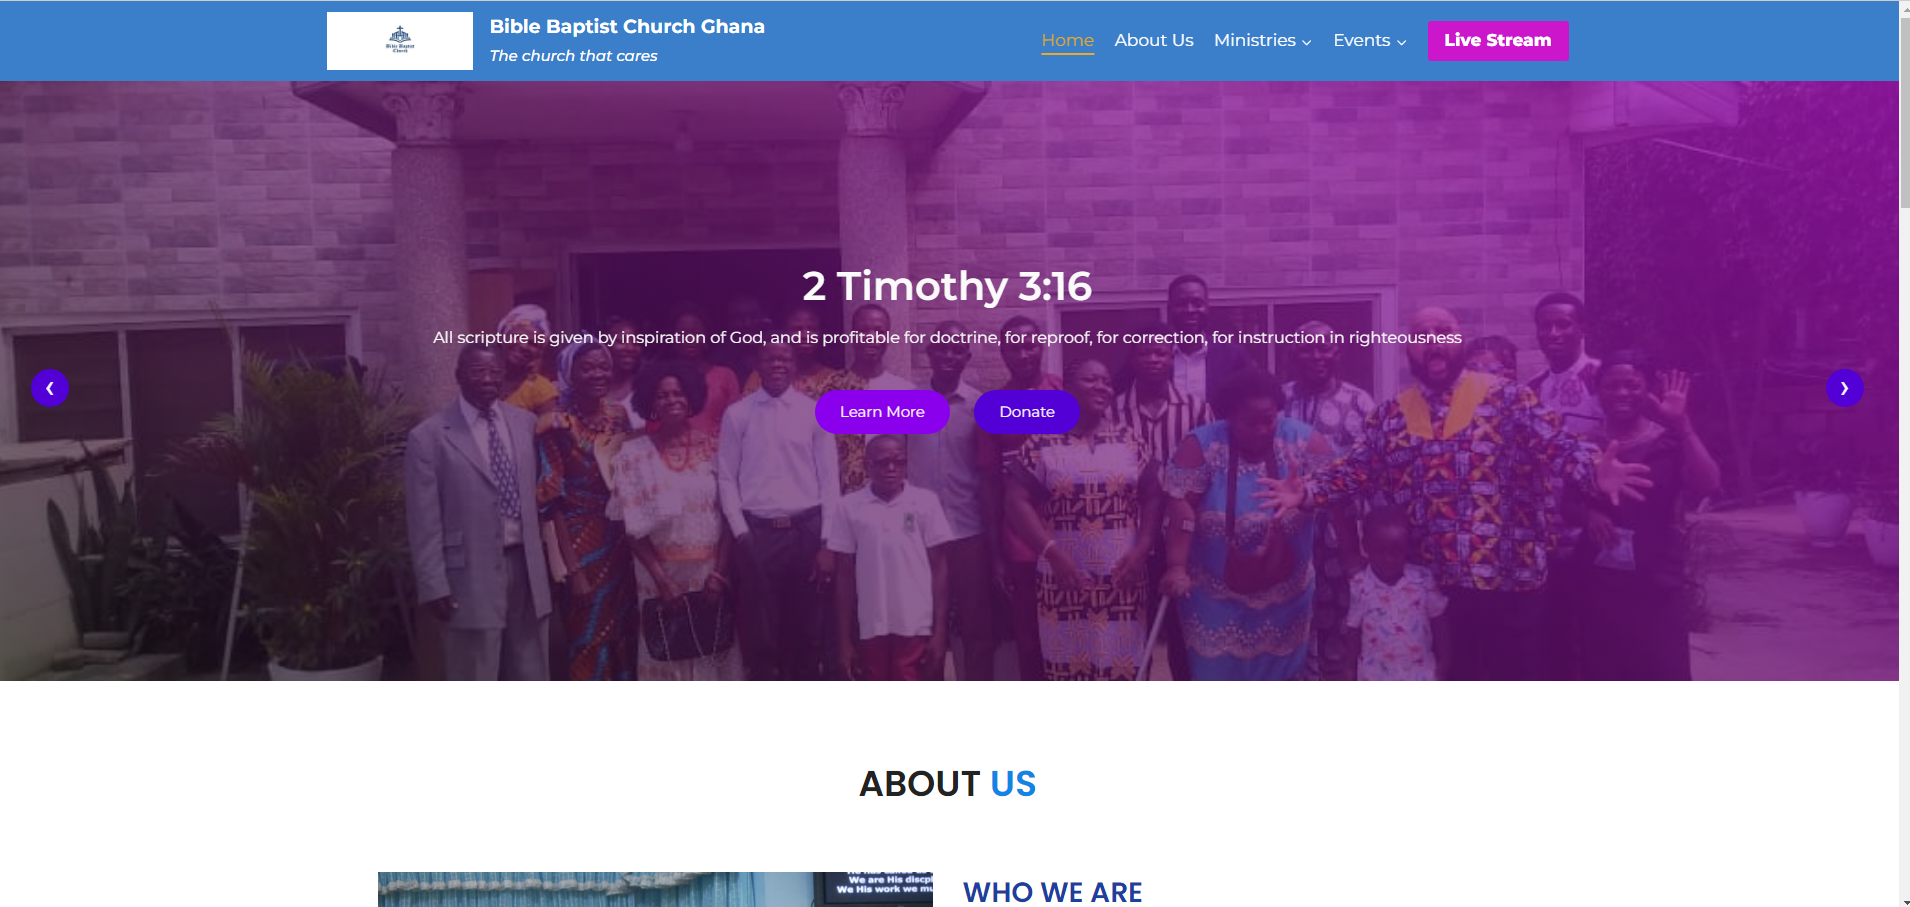 Bible Baptist
Church
Bible Baptist Church Ghana
The church that cares
Home About Us Ministries Events Live Stream
2 Timothy 3:16
All scripture is given by inspiration of God, and is profitable for doctrine, for reproof, for correction, for instruction in righteousness
Learn More Donate
ABOUT US
We are His discpl
We His work we mu
WHO WE ARE